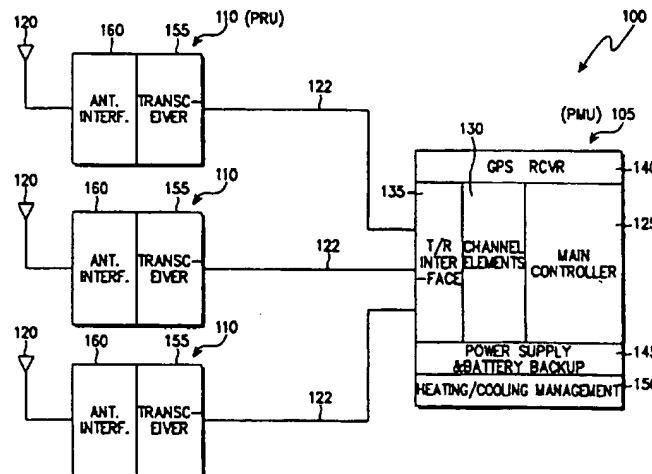 120
160
155
110 (PRU)
ANT.
INTERF.
TRANSC-
EIVER
122
100
(PMU) 105
130
135
GPS RCVR
140
T/R
INTER
-FACE
CHANNEL
ELEMENTS
MAIN
CONTROLLER
125
POWER SUPPLY
&BATTERY BACKUP
145
HEATING/COOLING MANAGEMENT
150
120
160
155
110
ANT.
INTERF.
TRANSC-
EIVER
122
120
160
155
110
ANT.
INTERF.
TRANSC-
EIVER
122